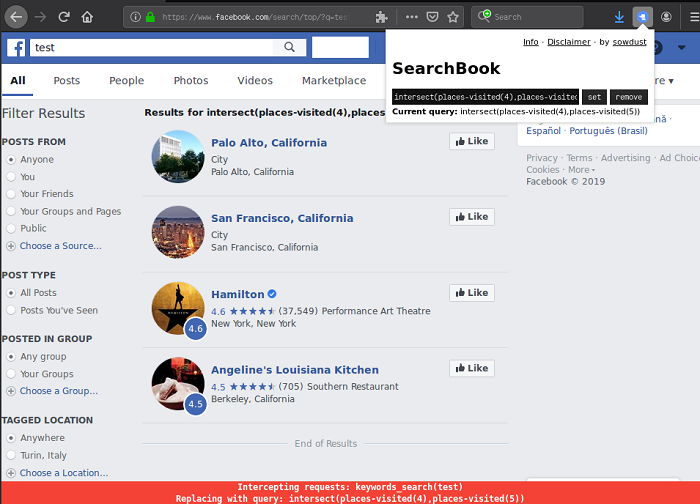 https://www.facebook.com/search/top/?q=tes
Search
Info - Disclaimer - by sowdust
SearchBook
intersect(places-visited(4),places-visited
set
remove
Current query: intersect(places-visited(4),places-visited(5))
test
All
Posts
People
Photos
Videos
Marketplace
Filter Results
POSTS FROM
Anyone
You
Your Friends
Your Groups and Pages
Public
Choose a Source...
POST TYPE
All Posts
Posts You've Seen
POSTED IN GROUP
Any group
Your Groups
Choose a Group...
TAGGED LOCATION
Anywhere
Turin, Italy
Choose a Location...
Results for intersect(places-visited(4),places
Palo Alto, California
City
Palo Alto, California
Like
San Francisco, California
City
San Francisco, California
Like
HAMILTON
4.6
Hamilton
4.6 (37,549) Performance Art Theatre
New York, New York
Like
4.5
Angeline's Louisiana Kitchen
4.5 (705) Southern Restaurant
Berkeley, California
Like
End of Results
Español · Português (Brasil)
Privacy · Terms · Advertising · Ad Choice
Cookies · More
Facebook © 2019
Intercepting requests: keywords_search(test)
Replacing with query: intersect(places-visited(4),places-visited(5))